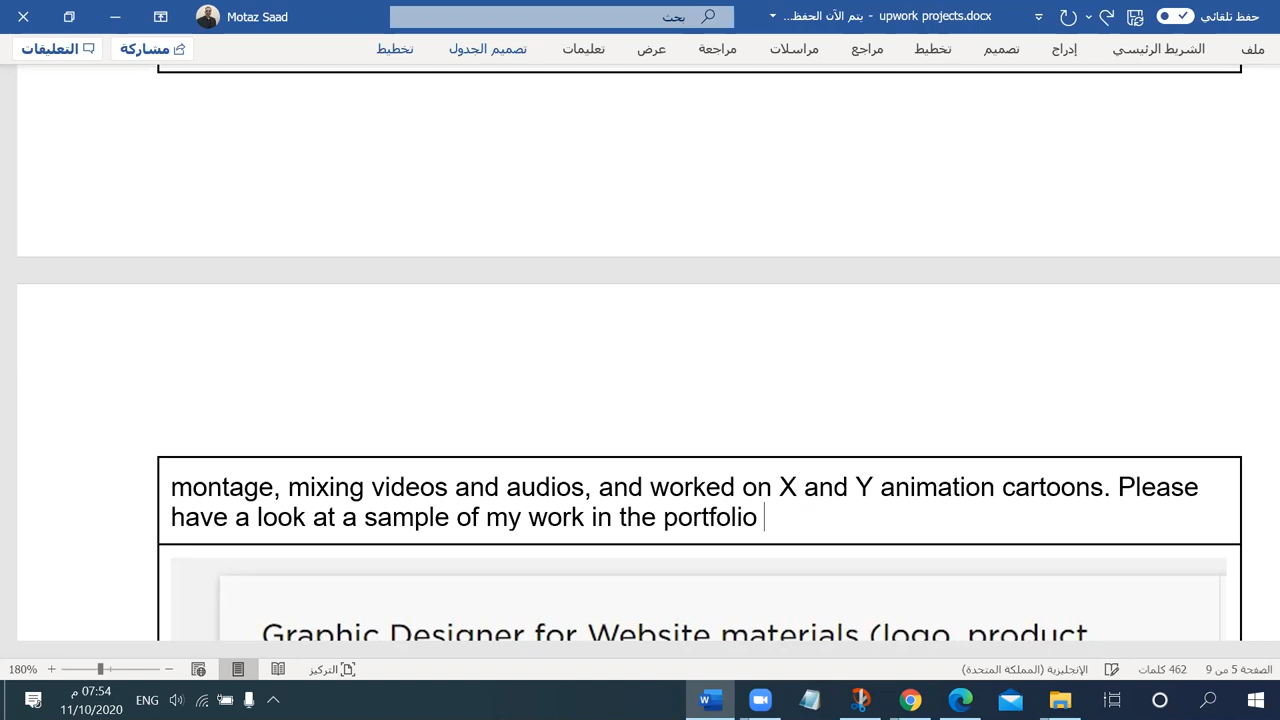 Motaz Saad
بحث
upwork projects.docx - يتم الآن الحفظ...
حفظ تلقائي
ملف
الشريط الرئيسي
إدراج
تصميم
تخطيط
مراجع
مراسلات
مراجعة
عرض
تعليمات
تصميم الجدول
تخطيط
مشاركة
التعليقات
montage, mixing videos and audios, and worked on X and Y animation cartoons. Please
have a look at a sample of my work in the portfolio
Graphic Designer for Website materials (logo, product
الصفحة 5 من 9
462 كلمات
الإنجليزية (المملكة المتحدة)
التركيز
180%
07:54 م
11/10/2020
ENG